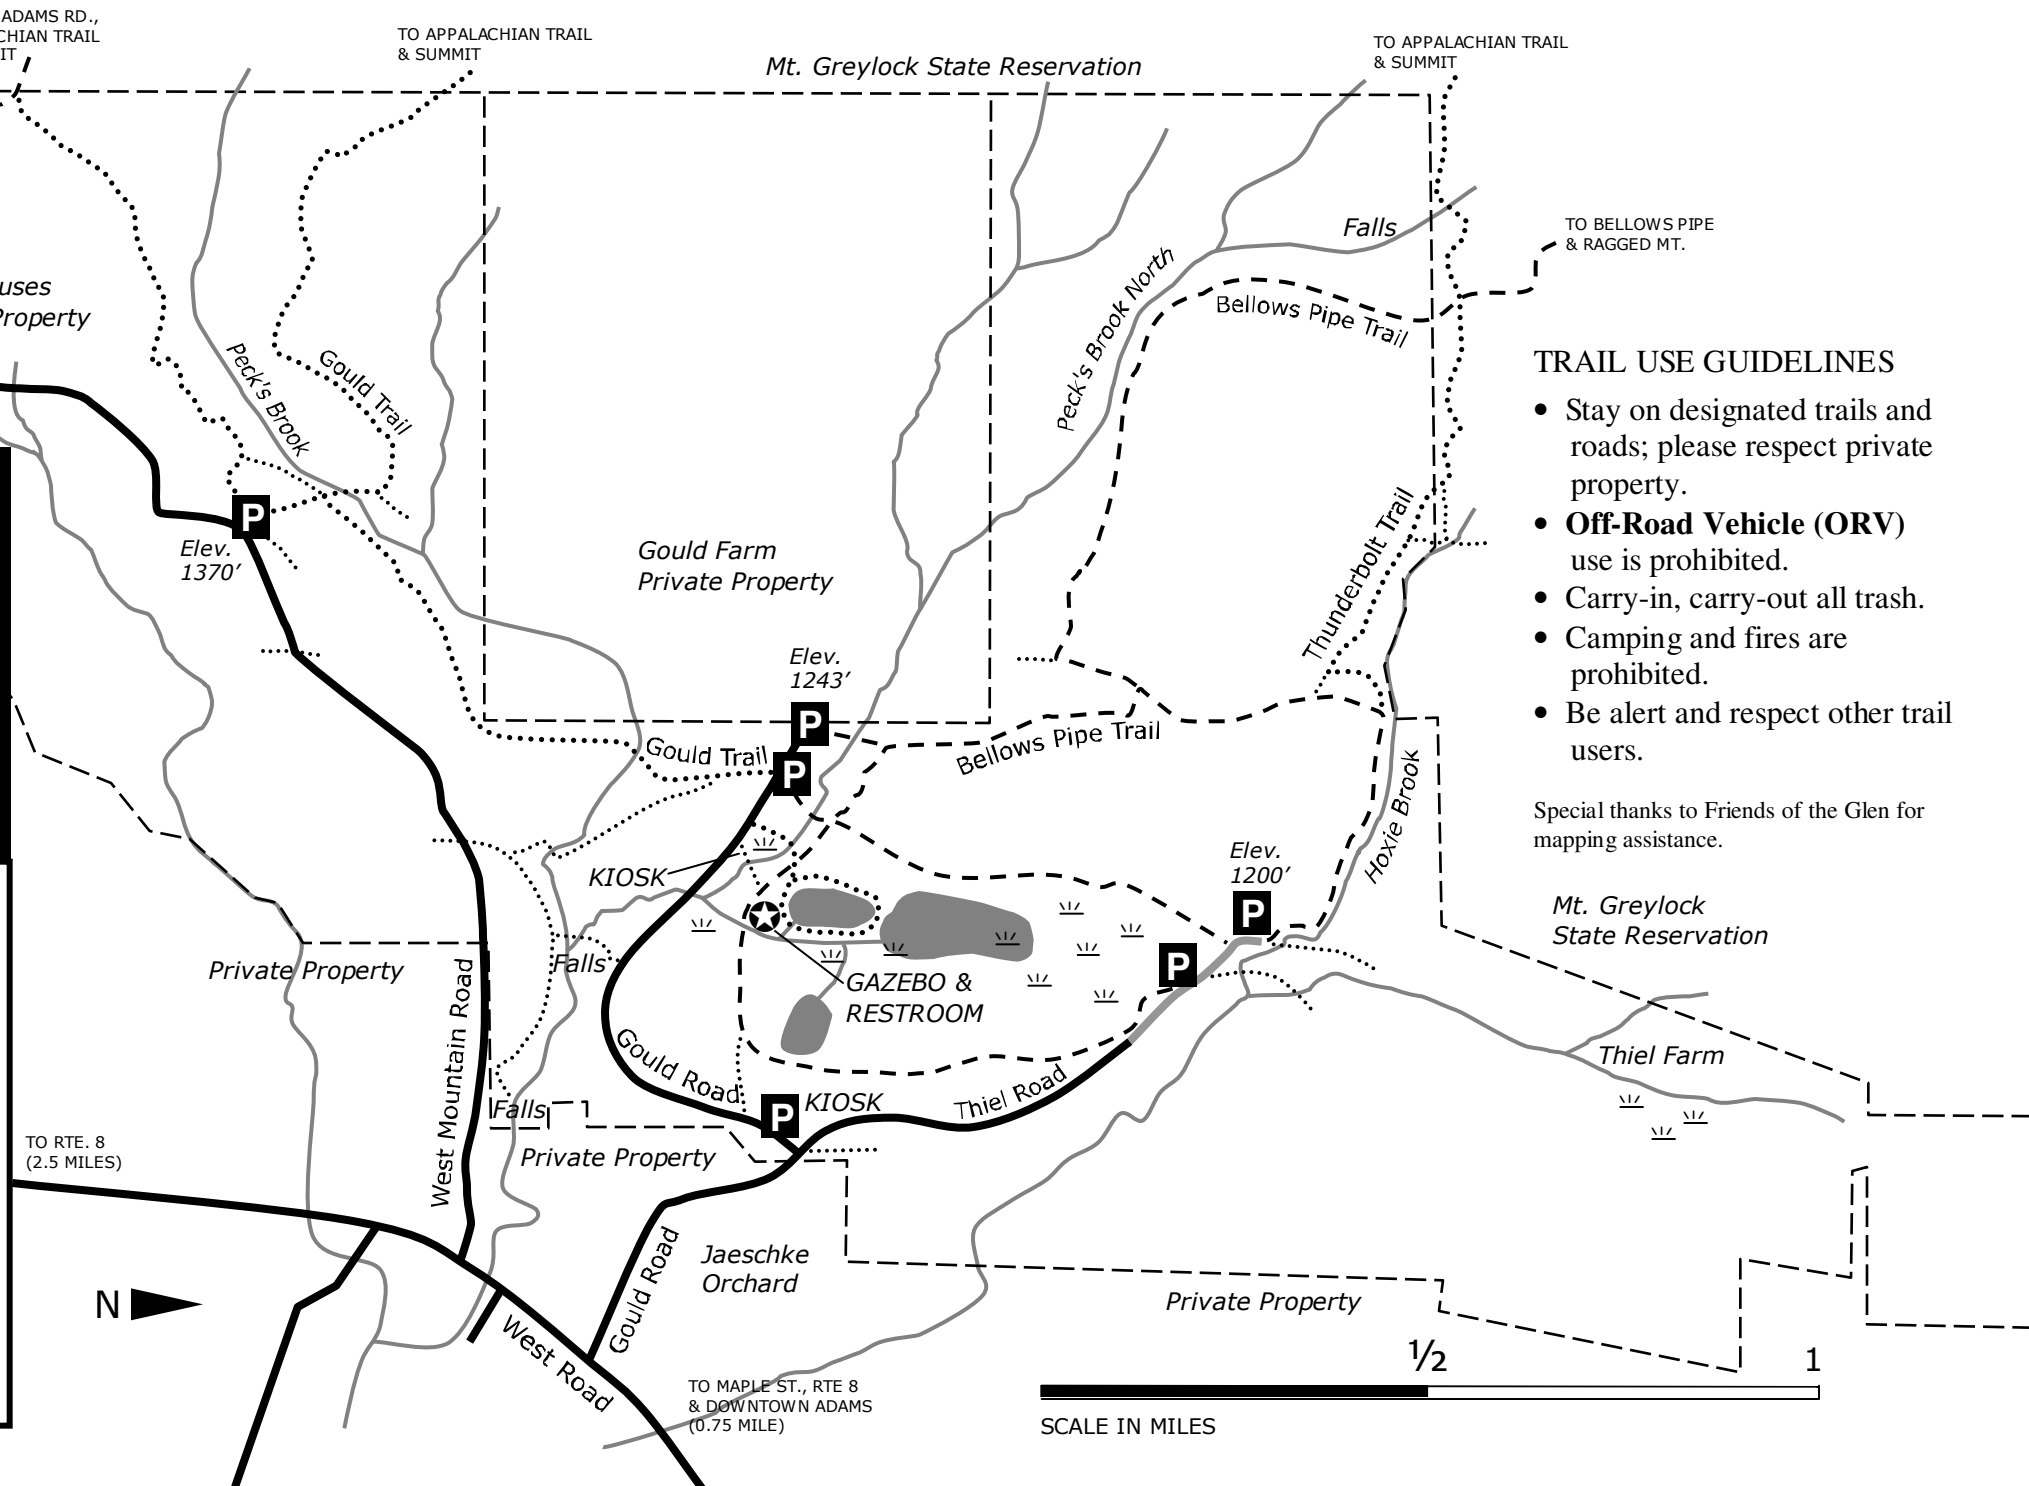 ADAMS RD.,
CHIAN TRAIL
IT
TO APPALACHIAN TRAIL
& SUMMIT
Mt. Greylock State Reservation
TO APPALACHIAN TRAIL
& SUMMIT
Falls
TO BELLOWS PIPE
& RAGGED MT.
uses
Property
Peck's Brook
Gould Trail
Peck's Brook North
Bellows Pipe Trail
TRAIL USE GUIDELINES
• Stay on designated trails and
roads; please respect private
property.
• Off-Road Vehicle (ORV)
use is prohibited.
• Carry-in, carry-out all trash.
• Camping and fires are
prohibited.
• Be alert and respect other trail
users.
Special thanks to Friends of the Glen for
mapping assistance.
P
Elev.
1370′
Gould Farm
Private Property
Thunderbolt Trail
Elev.
1243′
P
Gould Trail
P
Bellows Pipe Trail
Hoxie Brook
KIOSK
Elev.
1200′
P
P
Mt. Greylock
State Reservation
Private Property
Falls
GAZEBO &
RESTROOM
West Mountain Road
Gould Road
Thiel Road
Thiel Farm
Falls
P
KIOSK
Private Property
TO RTE. 8
(2.5 MILES)
Jaeschke
Orchard
Gould Road
N
West Road
Private Property
TO MAPLE ST., RTE 8
& DOWNTOWN ADAMS
(0.75 MILE)
½
1
SCALE IN MILES